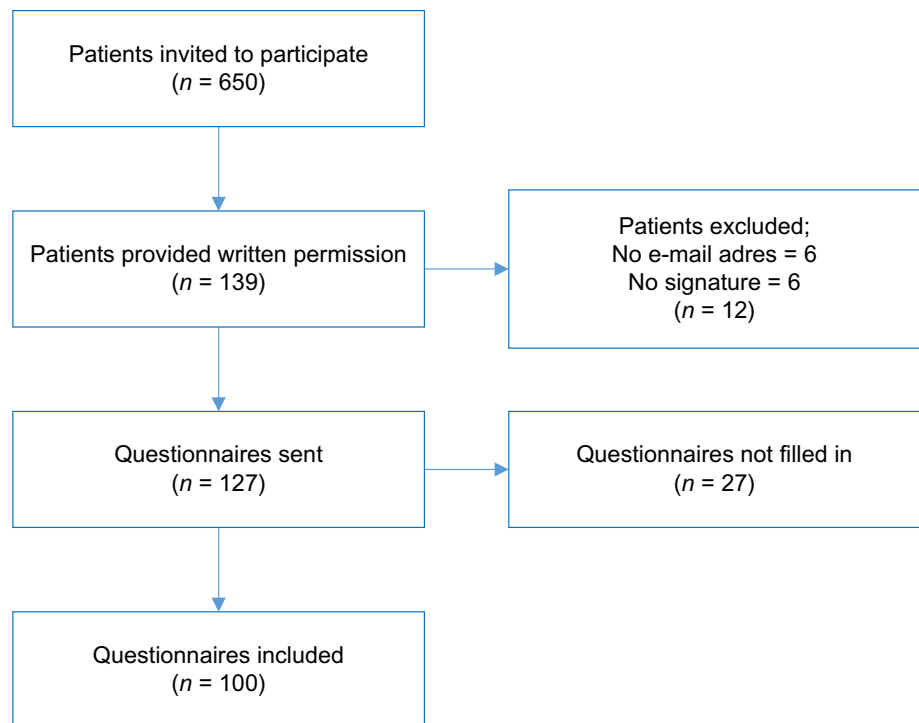 Patients invited to participate
(n = 650)
Patients provided written permission
(n = 139)
Patients excluded;
No e-mail adres = 6
No signature = 6
(n = 12)
Questionnaires sent
(n = 127)
Questionnaires not filled in
(n = 27)
Questionnaires included
(n = 100)